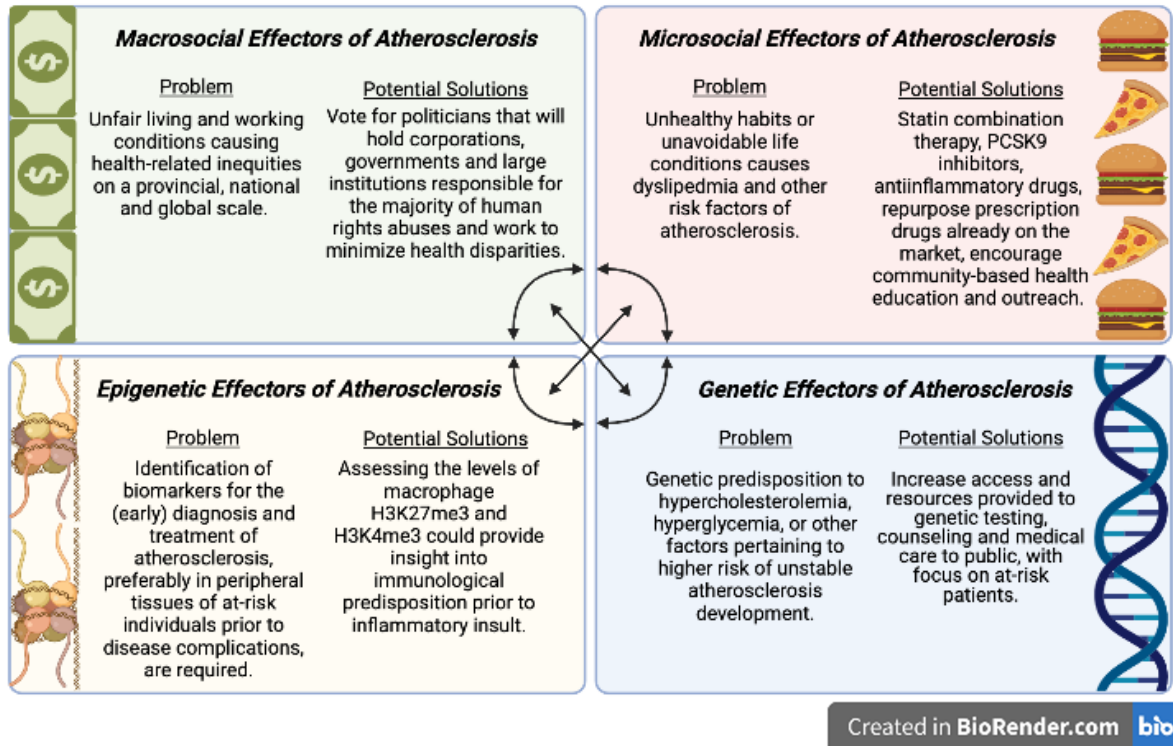 Macrosocial Effectors of Atherosclerosis
Problem
Unfair living and working
conditions causing
health-related inequities
on a provincial, national
and global scale.
Potential Solutions
Vote for politicians that will
hold corporations,
governments and large
institutions responsible for
the majority of human
rights abuses and work to
minimize health disparities.
Microsocial Effectors of Atherosclerosis
Problem
Unhealthy habits or
unavoidable life
conditions causes
dyslipedmia and other
risk factors of
atherosclerosis.
Potential Solutions
Statin combination
therapy, PCSK9
inhibitors,
antiinflammatory drugs,
repurpose prescription
drugs already on the
market, encourage
community-based health
education and outreach.
Epigenetic Effectors of Atherosclerosis
Problem
Identification of
biomarkers for the
(early) diagnosis and
treatment of
atherosclerosis,
preferably in peripheral
tissues of at-risk
individuals prior to
disease complications,
are required.
Potential Solutions
Assessing the levels of
macrophage
H3K27me3 and
H3K4me3 could provide
insight into
immunological
predisposition prior to
inflammatory insult.
Genetic Effectors of Atherosclerosis
Problem
Genetic predisposition to
hypercholesterolemia,
hyperglycemia, or other
factors pertaining to
higher risk of unstable
atherosclerosis
development.
Potential Solutions
Increase access and
resources provided to
genetic testing,
counseling and medical
care to public, with
focus on at-risk
patients.
$
$
$
Created in BioRender.com bio